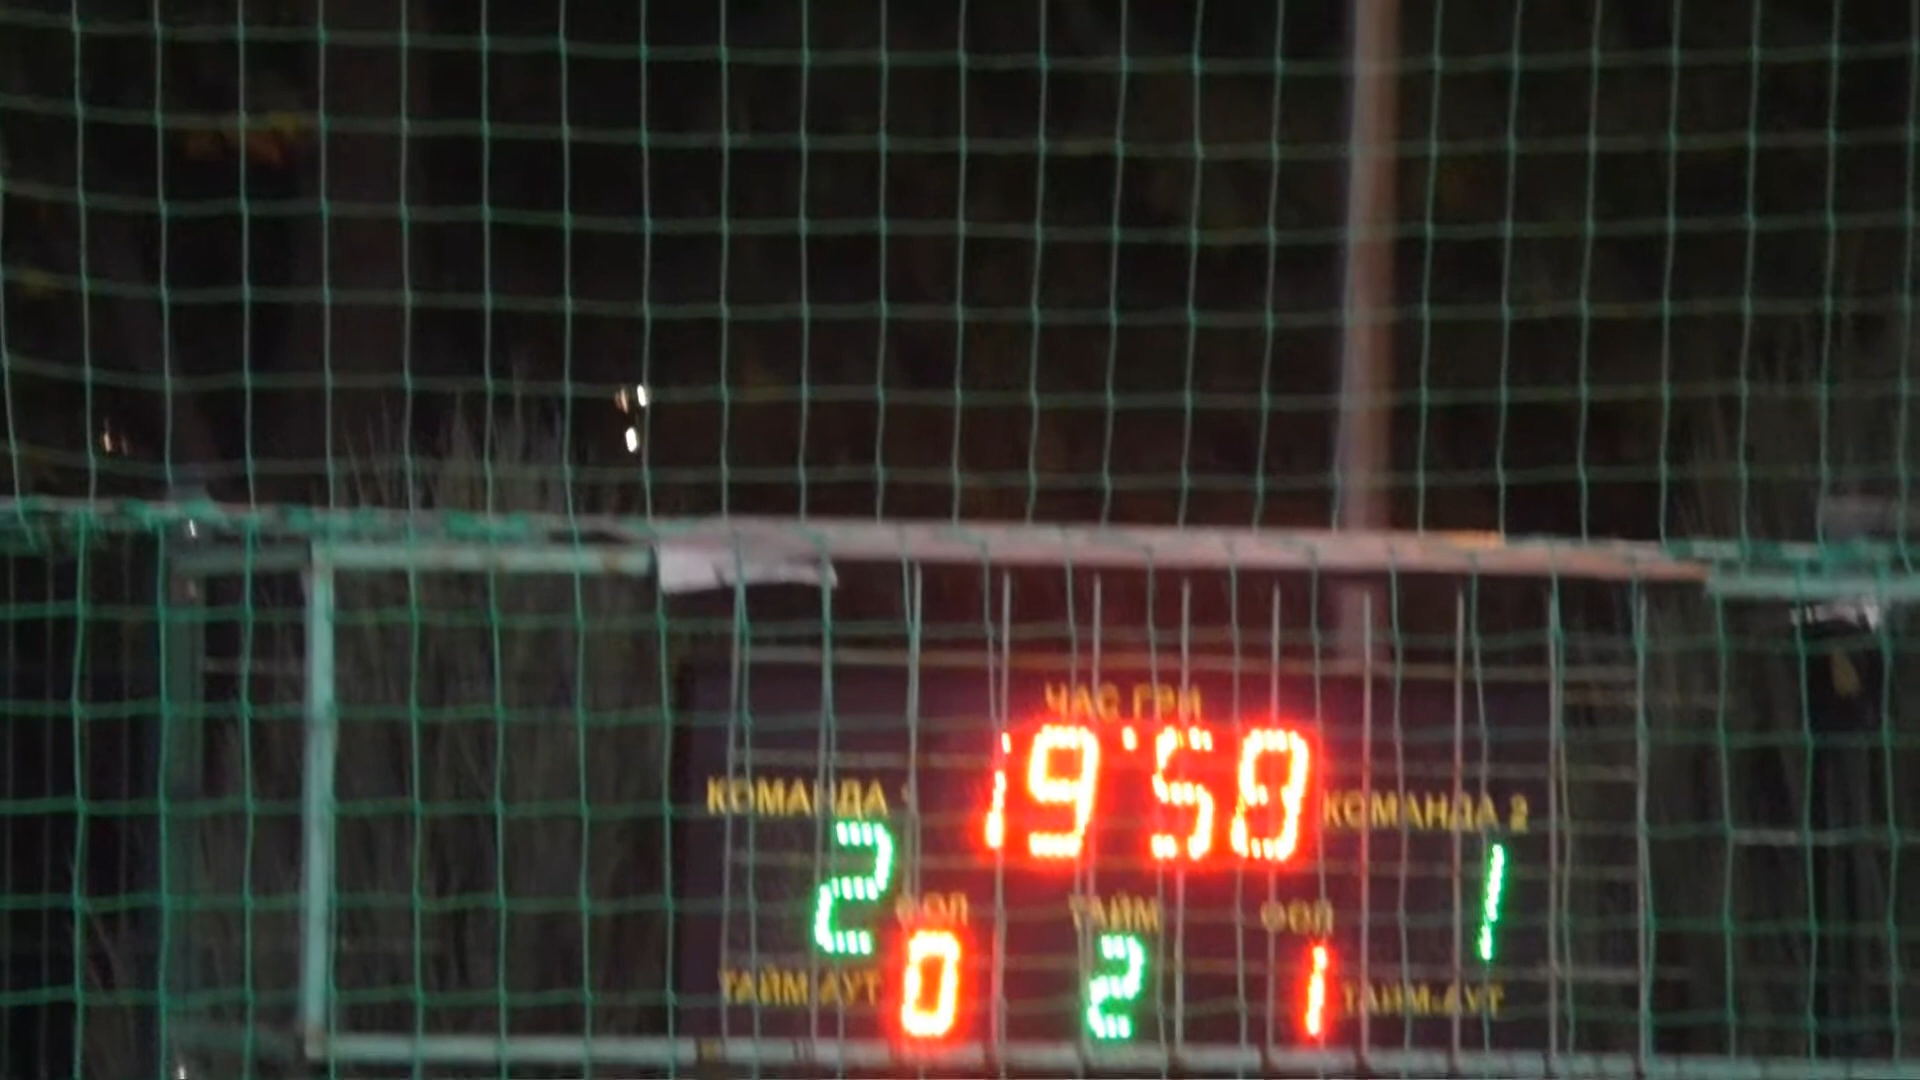 ЧАС ГРИ
19:58
КОМАНДА 1
КОМАНДА 2
2
1
ФОЛ
ТАЙМ
ФОЛ
0
2
1
ТАЙМ-АУТ
ТАЙМ-АУТ